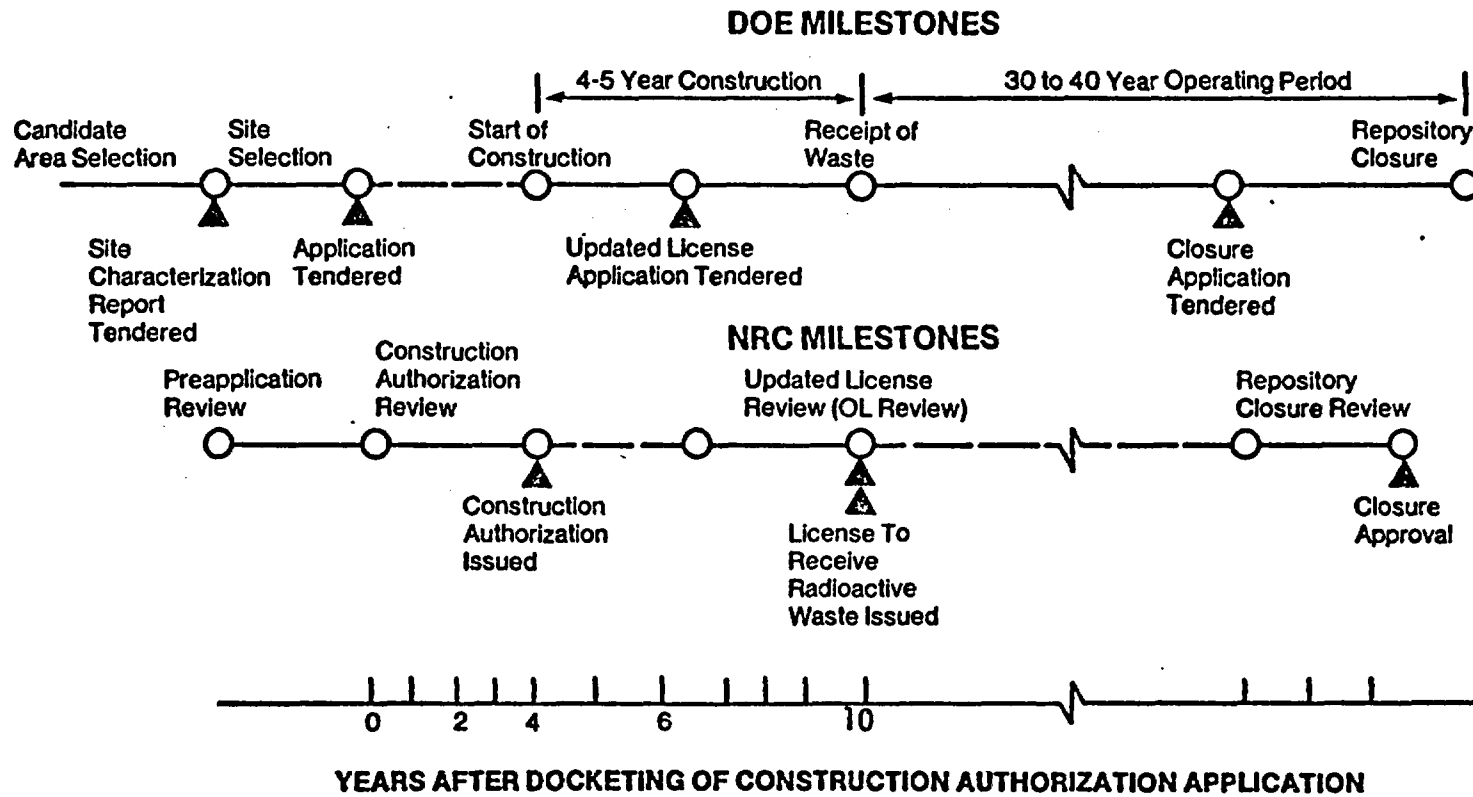 DOE MILESTONES
4-5 Year Construction
30 to 40 Year Operating Period
Candidate
Area Selection
Site
Selection
Start of
Construction
Receipt of
Waste
Repository
Closure
Site
Characterization
Report
Tendered
Application
Tendered
Updated License
Application Tendered
Closure
Application
Tendered
NRC MILESTONES
Preapplication
Review
Construction
Authorization
Review
Updated License
Review (OL Review)
Repository
Closure Review
Construction
Authorization
Issued
License To
Receive
Radioactive
Waste Issued
Closure
Approval
0 2 4 6 10
YEARS AFTER DOCKETING OF CONSTRUCTION AUTHORIZATION APPLICATION